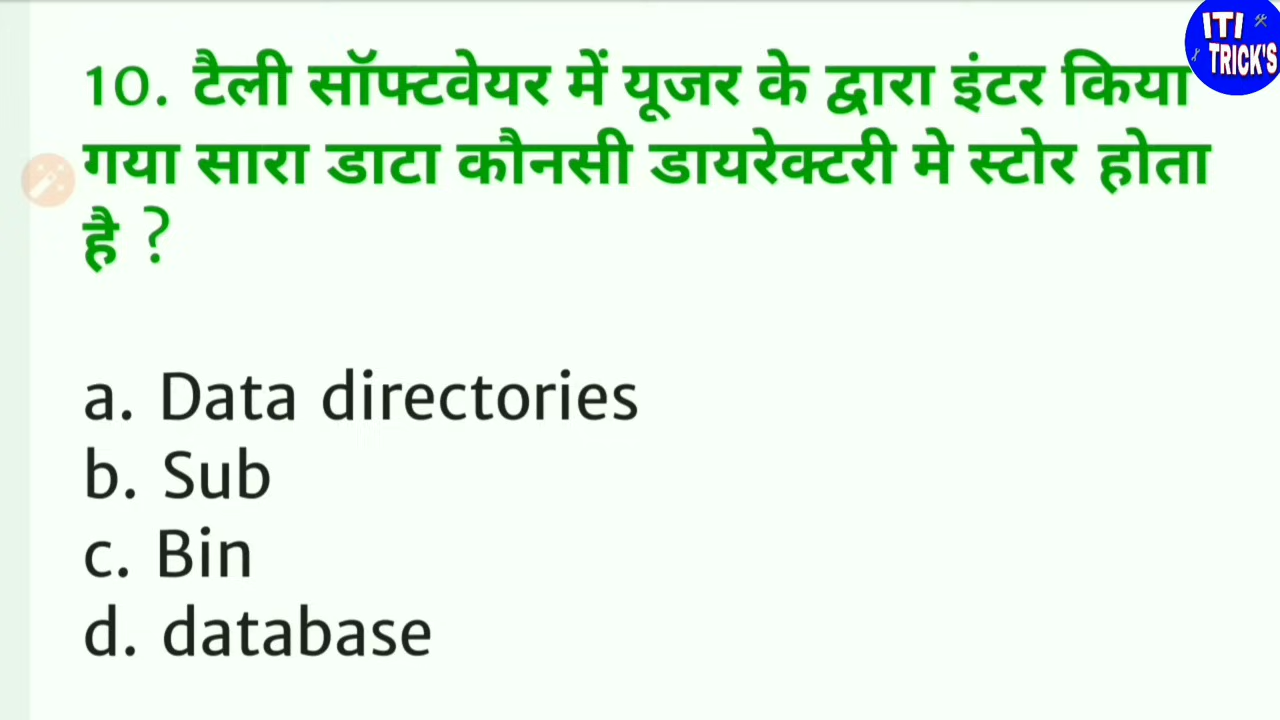 ITI
TRICK'S
10. टैली सॉफ्टवेयर में यूजर के द्वारा इंटर किया
गया सारा डाटा कौनसी डायरेक्टरी मे स्टोर होता
है ?
a. Data directories
b. Sub
c. Bin
d. database